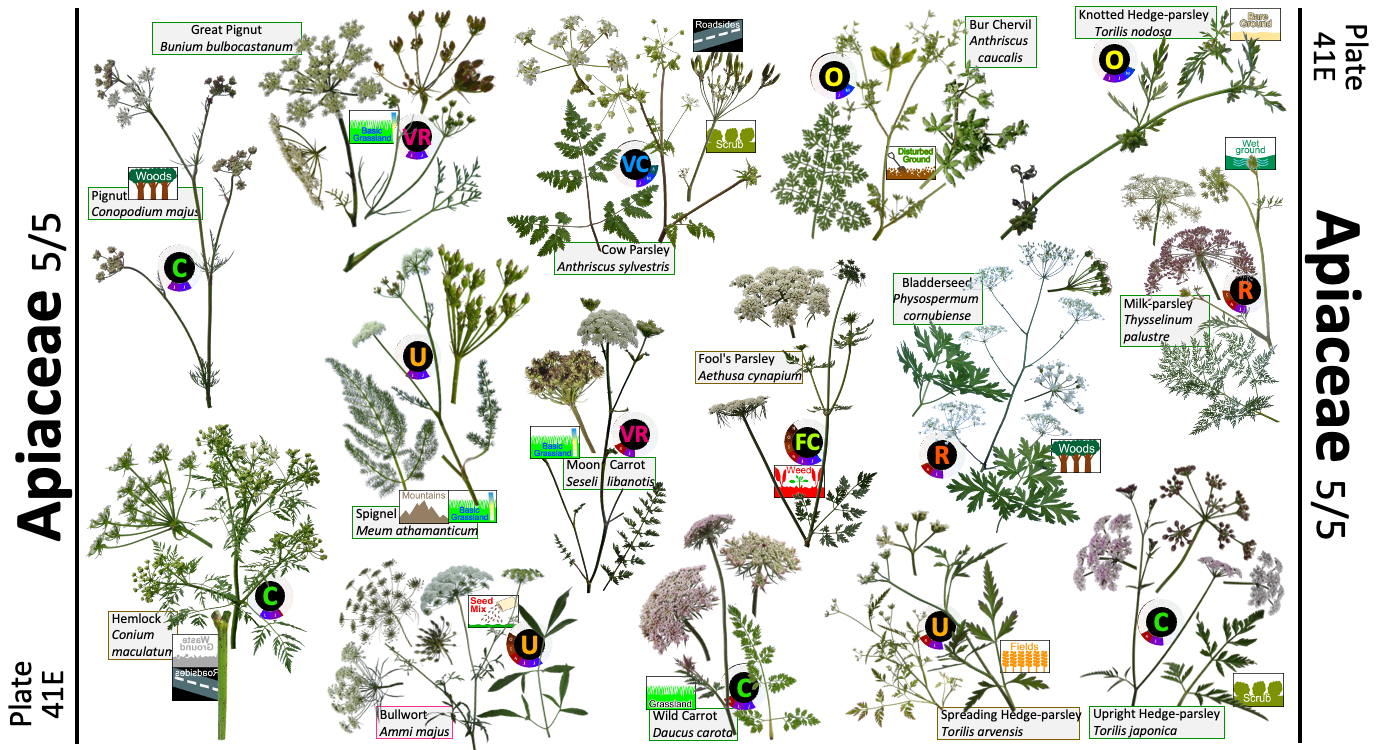 Plate
41E
Apiaceae 5/5
Great Pignut
Bunium bulbocastanum
Basic
Grassland
VR
Roadsides
VC
Scrub
Cow Parsley
Anthriscus sylvestris
O
Bur Chervil
Anthriscus
caucalis
Disturbed
Ground
Knotted Hedge-parsley
Torilis nodosa
Bare
Ground
O
Wet
ground
Woods
Pignut
Conopodium majus
C
U
Mountains
Basic
Grassland
Spignel
Meum athamanticum
Basic
Grassland
VR
Moon Carrot
Seseli libanotis
Fool's Parsley
Aethusa cynapium
FC
Weed
Bladderseed
Physospermum
cornubiense
R
Woods
R
Milk-parsley
Thysselinum
palustre
C
Hemlock
Conium
maculatum
Waste
Ground
Roadsides
Seed
Mix
U
Bullwort
Ammi majus
Grassland
C
Wild Carrot
Daucus carota
U
Fields
Spreading Hedge-parsley
Torilis arvensis
C
Scrub
Upright Hedge-parsley
Torilis japonica
Apiaceae 5/5
Plate
41E